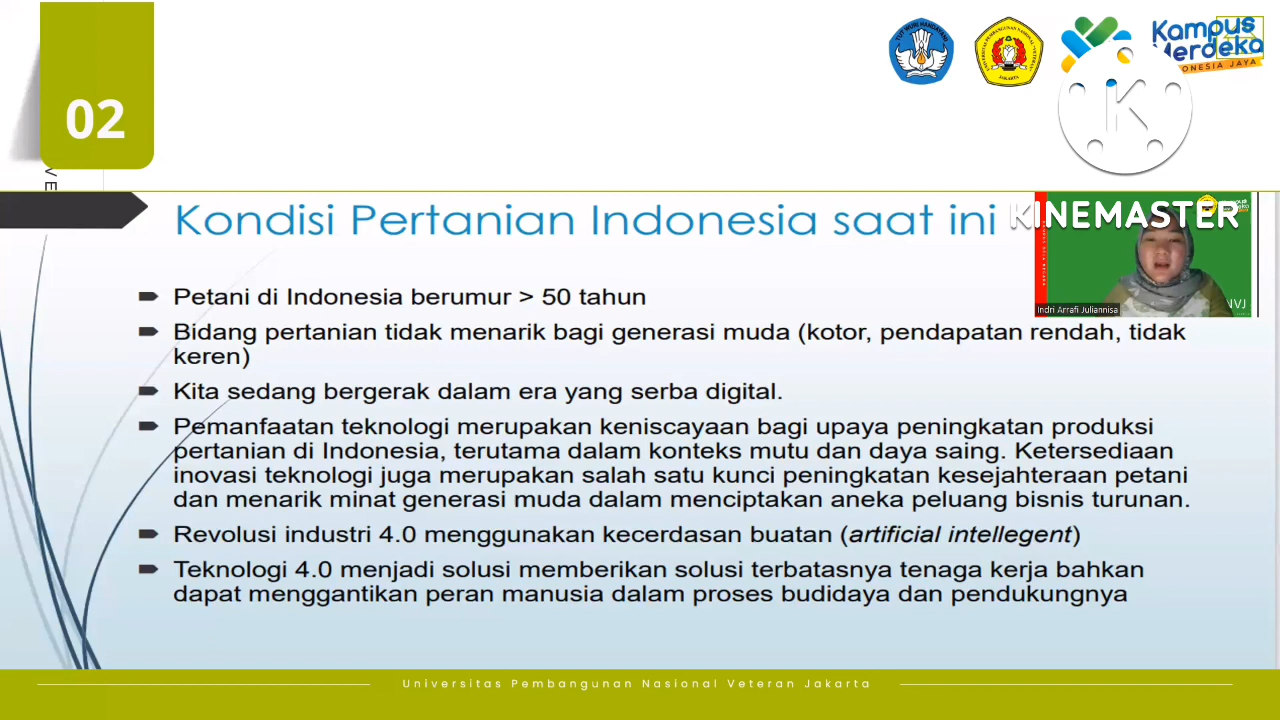 02
Kampus
Merdeka
INDONESIA JAYA
Kondisi Pertanian Indonesia saat ini
KINEMASTER
Indri Arrafi Juliannisa
Petani di Indonesia berumur > 50 tahun
Bidang pertanian tidak menarik bagi generasi muda (kotor, pendapatan rendah, tidak
keren)
Kita sedang bergerak dalam era yang serba digital.
Pemanfaatan teknologi merupakan keniscayaan bagi upaya peningkatan produksi
pertanian di Indonesia, terutama dalam konteks mutu dan daya saing. Ketersediaan
inovasi teknologi juga merupakan salah satu kunci peningkatan kesejahteraan petani
dan menarik minat generasi muda dalam menciptakan aneka peluang bisnis turunan.
Revolusi industri 4.0 menggunakan kecerdasan buatan (artificial intellegent)
Teknologi 4.0 menjadi solusi memberikan solusi terbatasnya tenaga kerja bahkan
dapat menggantikan peran manusia dalam proses budidaya dan pendukungnya
Universitas Pembangunan Nasional Veteran Jakarta